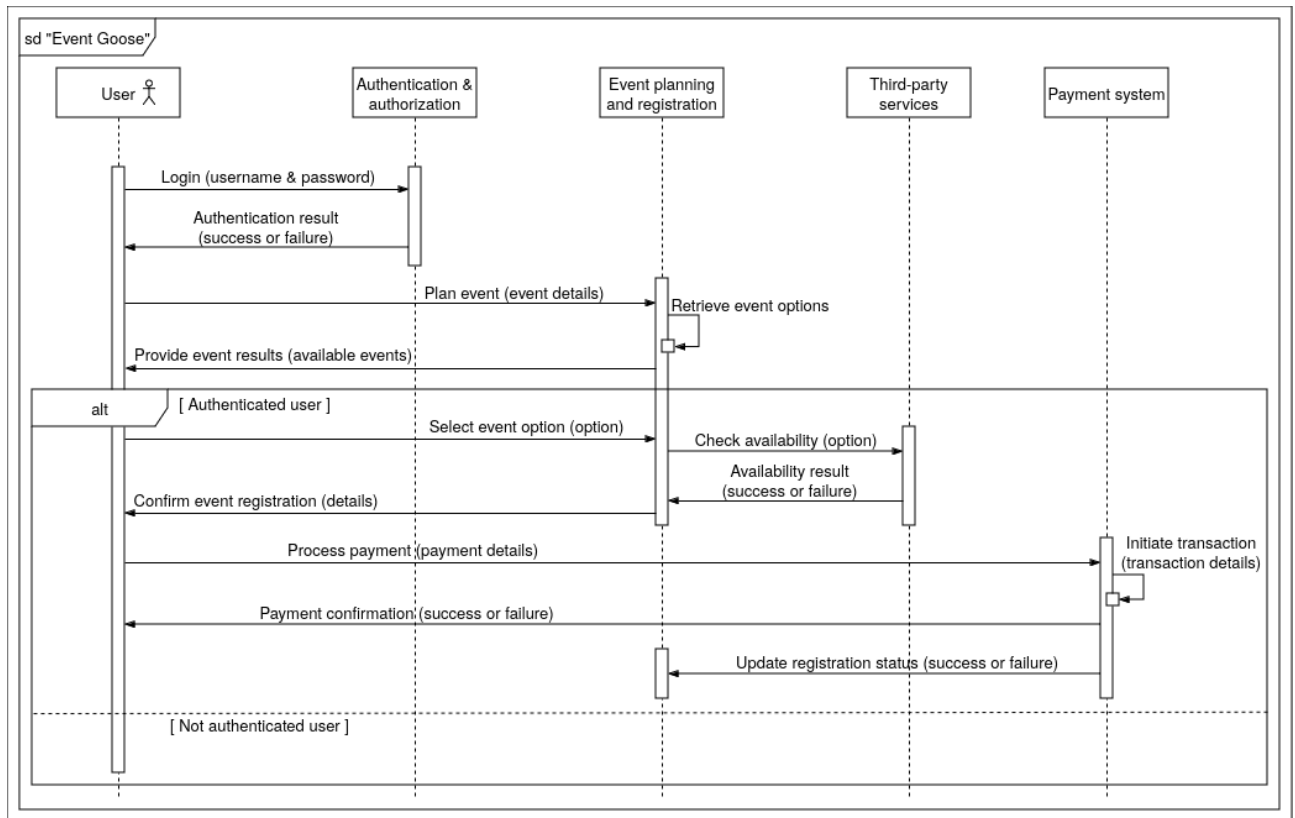 sd "Event Goose"
User
Authentication &
authorization
Event planning
and registration
Third-party
services
Payment system
Login (username & password)
Authentication result
(success or failure)
Plan event (event details)
Retrieve event options
Provide event results (available events)
alt
[ Authenticated user ]
Select event option (option)
Check availability (option)
Availability result
(success or failure)
Confirm event registration (details)
Process payment (payment details)
Initiate transaction
(transaction details)
Payment confirmation (success or failure)
Update registration status (success or failure)
[ Not authenticated user ]